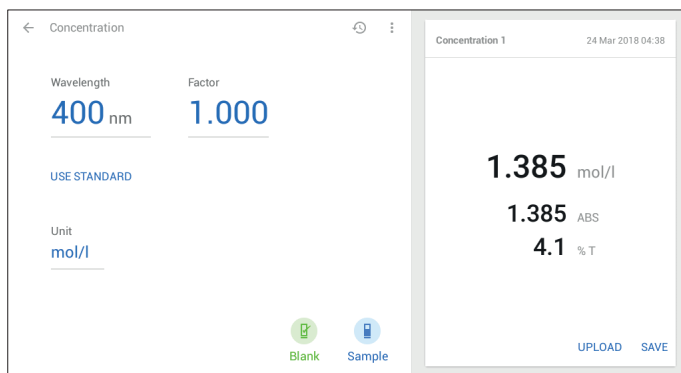 Concentration
Wavelength
Factor
400 nm
1.000
USE STANDARD
Unit
mol/l
Blank
Sample
Concentration 1
24 Mar 2018 04:38
1.385 mol/l
1.385 ABS
4.1 % T
UPLOAD
SAVE